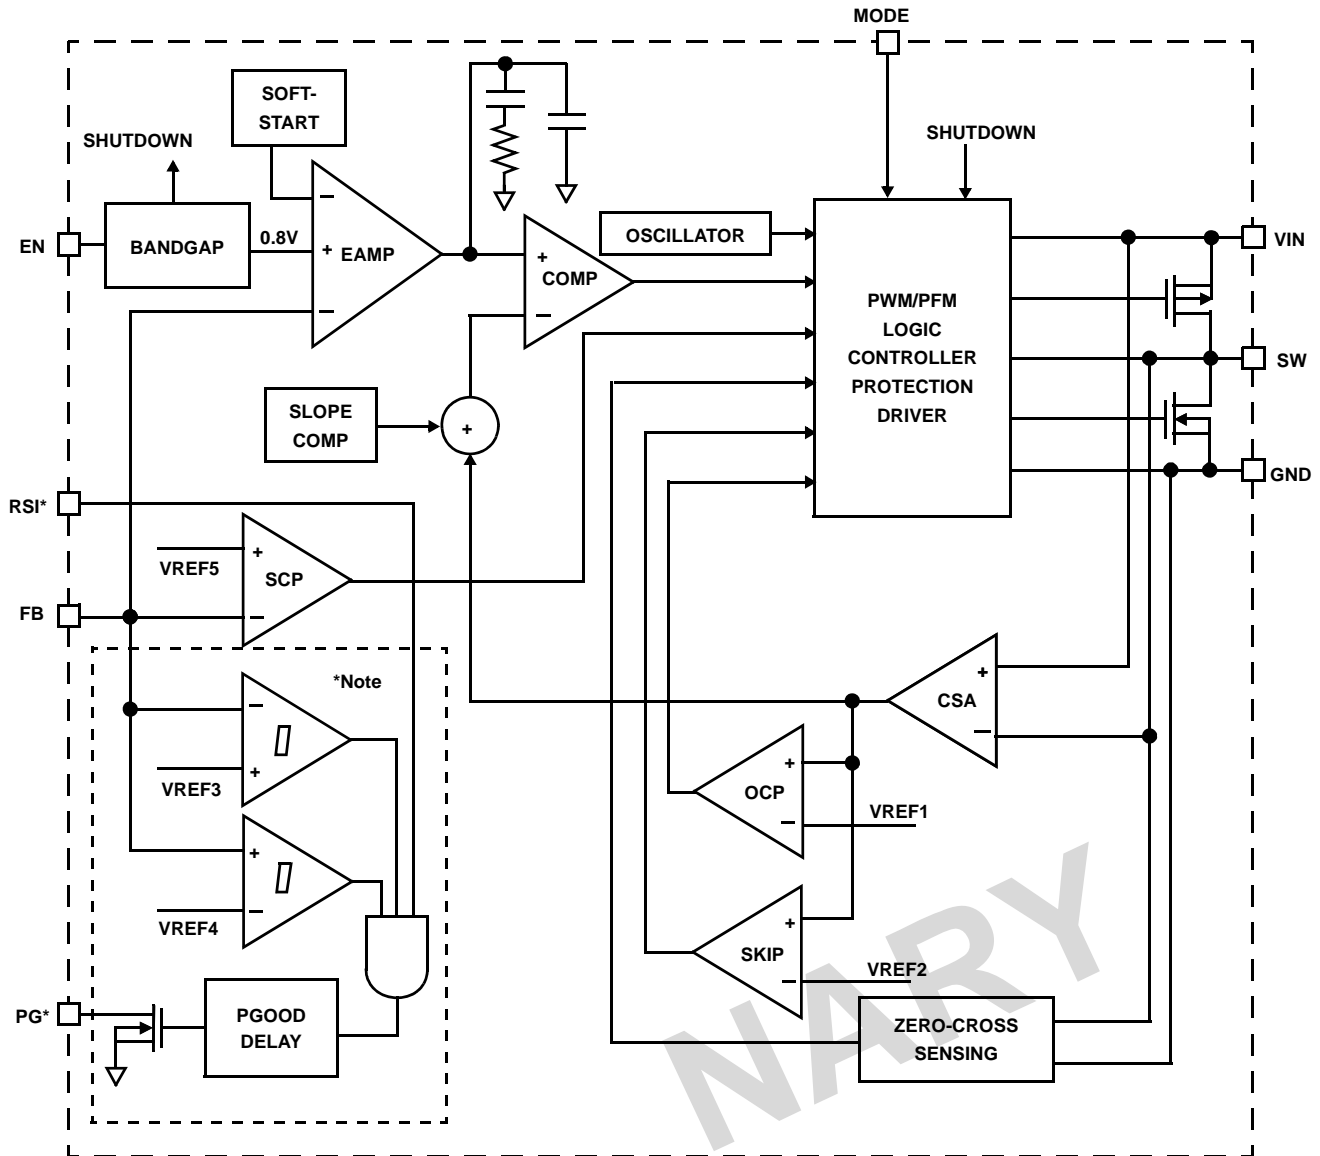 MODE
SOFT-
START
SHUTDOWN
SHUTDOWN
EN
BANDGAP
0.8V
−
+ EAMP
−
+
COMP
−
OSCILLATOR
VIN
PWM/PFM
LOGIC
CONTROLLER
PROTECTION
DRIVER
SW
SLOPE
COMP
+
GND
RSI*
VREF5
+
SCP
−
FB
*Note
−
+
VREF3
+
−
VREF4
+
CSA
−
+
OCP
−
VREF1
+
SKIP
−
VREF2
PG*
PGOOD
DELAY
ZERO-CROSS
SENSING
NARY